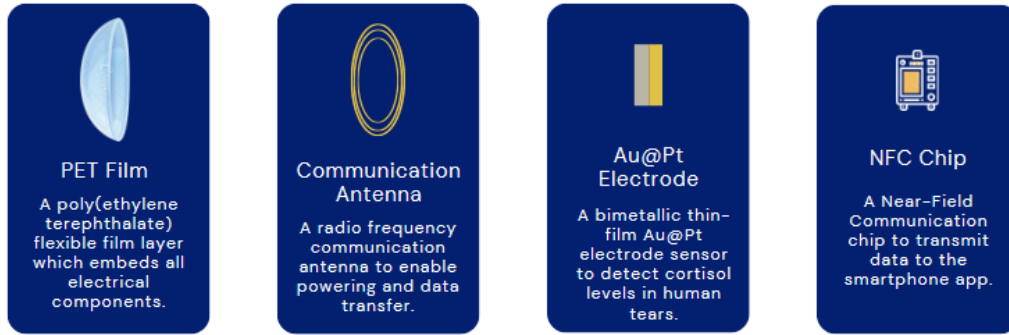 PET Film
A poly(ethylene
terephthalate)
flexible film layer
which embeds all
electrical
components.
Communication
Antenna
A radio frequency
communication
antenna to enable
powering and data
transfer.
Au@Pt
Electrode
A bimetallic thin-
film Au@Pt
electrode sensor
to detect cortisol
levels in human
tears.
NFC Chip
A Near-Field
Communication
chip to transmit
data to the
smartphone app.